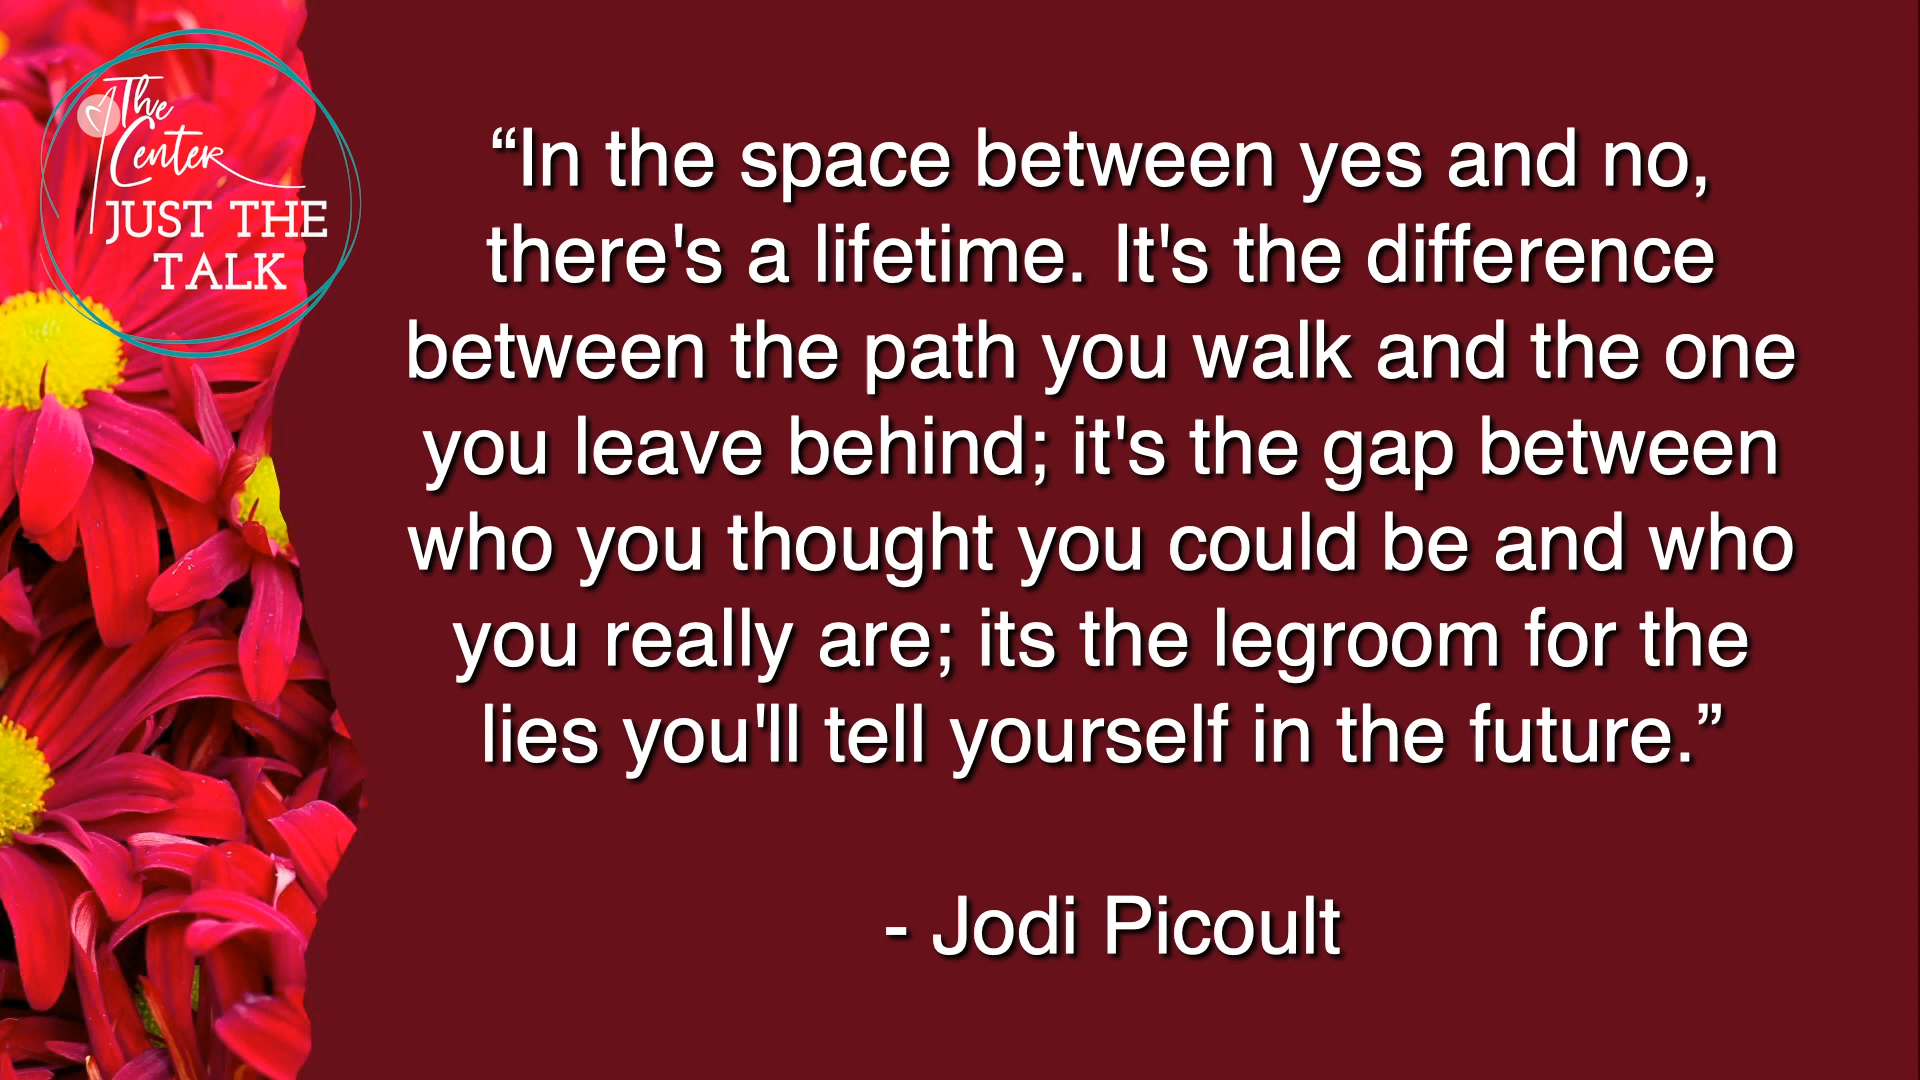 The
Center
JUST THE
TALK
“In the space between yes and no,
there's a lifetime. It's the difference
between the path you walk and the one
you leave behind; it's the gap between
who you thought you could be and who
you really are; its the legroom for the
lies you'll tell yourself in the future.”
- Jodi Picoult